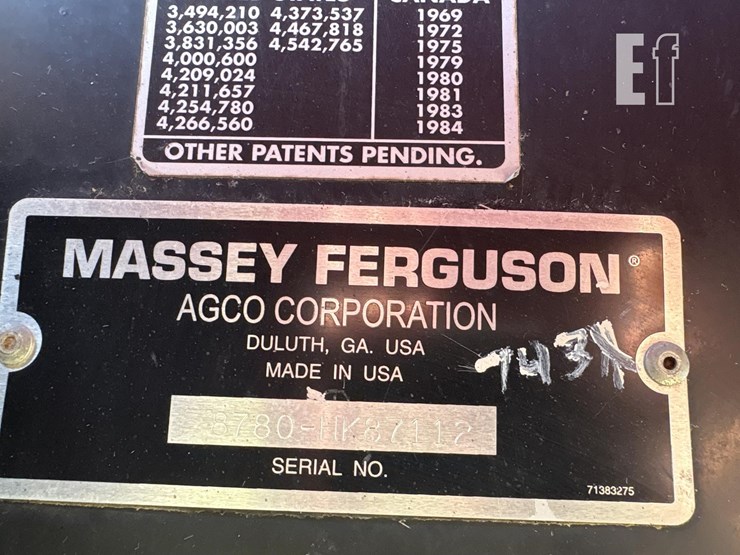 3,494,210 4,373,537 1969
3,630,003 4,467,818 1972
3,831,356 4,542,765 1975
4,000,600 1979
4,209,024 1980
4,211,657 1981
4,254,780 1983
4,266,560 1984
OTHER PATENTS PENDING.
Ef
MASSEY FERGUSON®
AGCO CORPORATION
DULUTH, GA. USA
MADE IN USA
8780-HK87112
SERIAL NO.
71383275